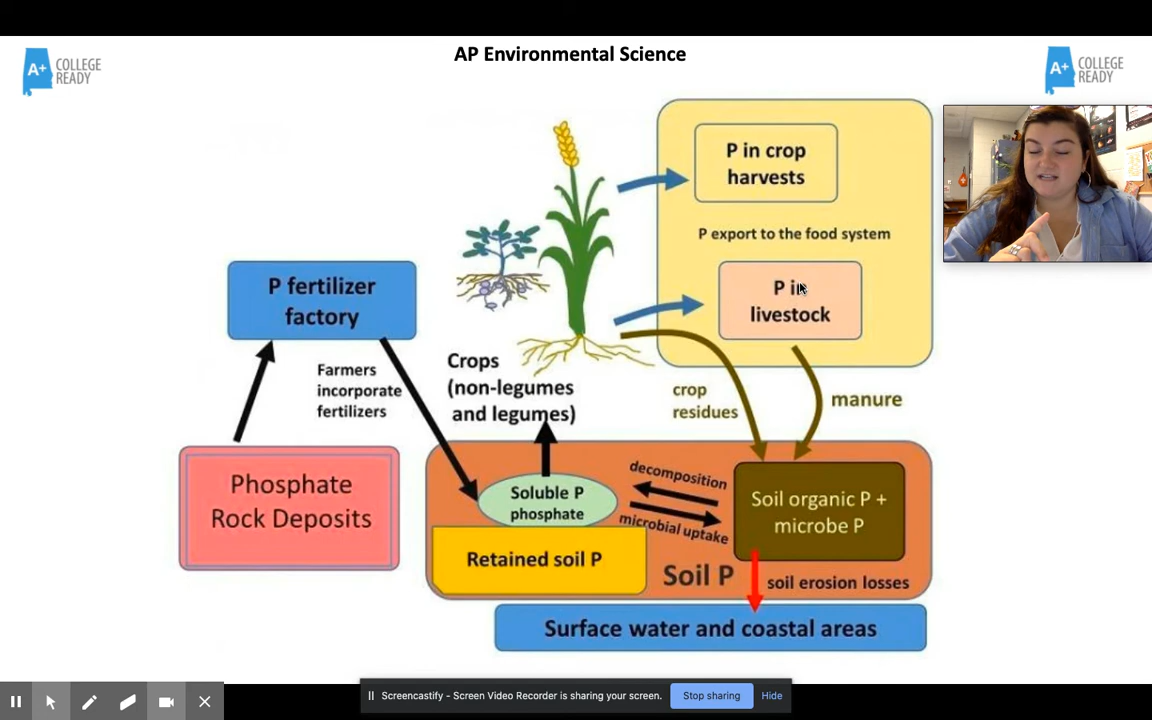 AP Environmental Science
A+ COLLEGE
READY
A+ COLLEGE
READY
P in crop
harvests
P export to the food system
P in
livestock
P fertilizer
factory
Farmers
incorporate
fertilizers
Crops
(non-legumes
and legumes)
crop
residues
manure
Phosphate
Rock Deposits
Soluble P
phosphate
decomposition
microbial uptake
Soil organic P +
microbe P
Retained soil P
Soil P
soil erosion losses
Surface water and coastal areas
Screencastify - Screen Video Recorder is sharing your screen.
Stop sharing
Hide